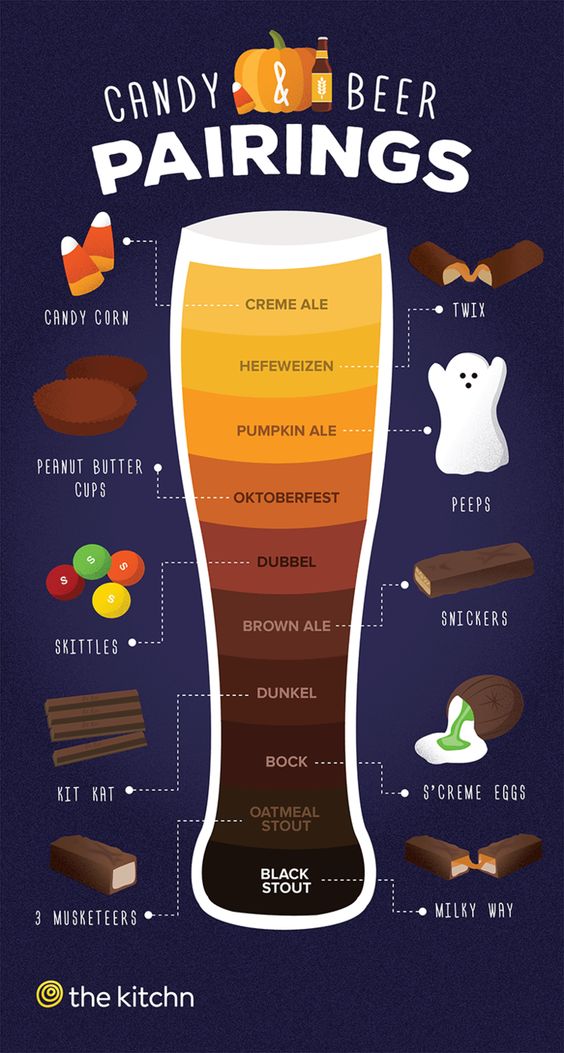 CANDY & BEER
PAIRINGS
CANDY CORN
CREME ALE
TWIX
HEFEWEIZEN
PEANUT BUTTER
CUPS
PUMPKIN ALE
PEEPS
OKTOBERFEST
SKITTLES
S
S
S
S
DUBBEL
SNICKERS
BROWN ALE
KIT KAT
DUNKEL
S'CREME EGGS
BOCK
3 MUSKETEERS
OATMEAL
STOUT
MILKY WAY
BLACK
STOUT
the kitchn